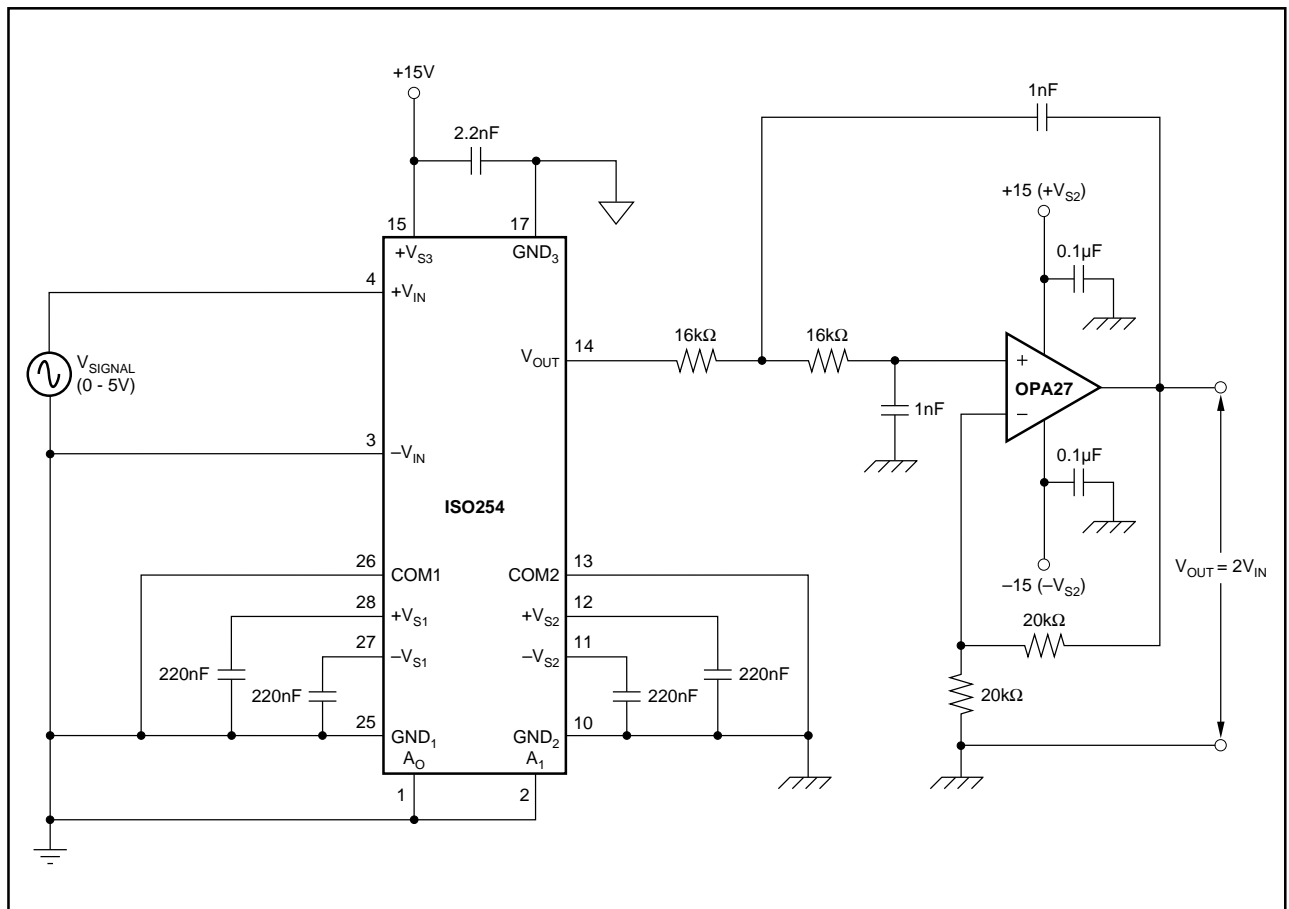 +15V
2.2nF
1nF
+15 (+VS2)
15
17
+VS3
GND3
0.1µF
4
+VIN
16kΩ
16kΩ
VOUT
14
VSIGNAL
(0 - 5V)
+
OPA27
–
1nF
3
–VIN
0.1µF
ISO254
26
COM1
COM2
13
–15 (–VS2)
VOUT = 2VIN
28
+VS1
+VS2
12
27
–VS1
–VS2
11
20kΩ
220nF
220nF
220nF
220nF
20kΩ
25
GND1
GND2
10
AO
A1
1
2